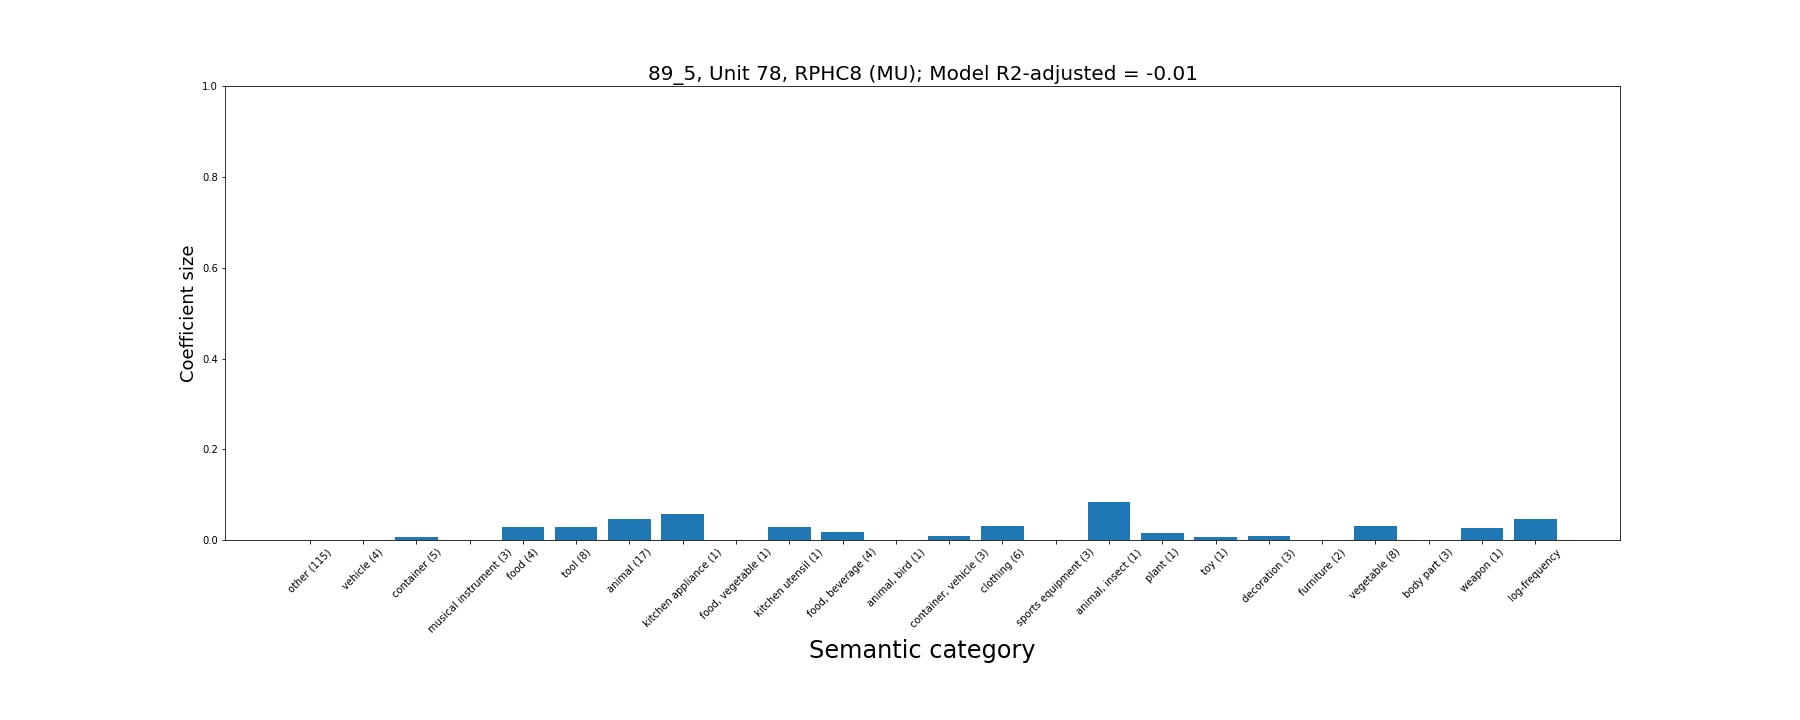 89_5, Unit 78, RPHC8 (MU); Model R2-adjusted = -0.01
1.0
0.8
0.6
0.4
0.2
0.0
Coefficient size
other (115)
vehicle (4)
container (5)
musical instrument (3)
food (4)
tool (8)
animal (17)
kitchen appliance (1)
food, vegetable (1)
kitchen utensil (1)
food, beverage (4)
animal, bird (1)
container, vehicle (3)
clothing (6)
sports equipment (3)
animal, insect (1)
plant (1)
toy (1)
decoration (3)
furniture (2)
vegetable (8)
body part (3)
weapon (1)
log-frequency
Semantic category